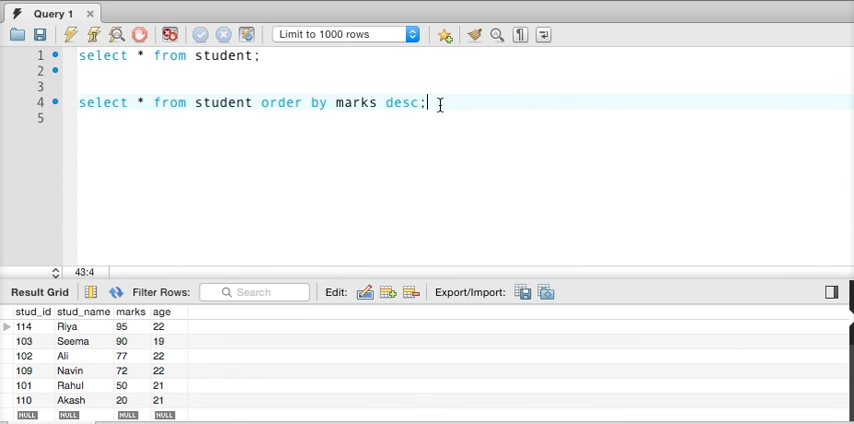 Query 1
Limit to 1000 rows
1 select * from student;
2
3
4 select * from student order by marks desc;
5
43:4
Result Grid Filter Rows: Search Edit: Export/Import:
stud_id stud_name marks age
114 Riya 95 22
103 Seema 90 19
102 Ali 77 22
109 Navin 72 22
101 Rahul 50 21
110 Akash 20 21
NULL NULL NULL NULL